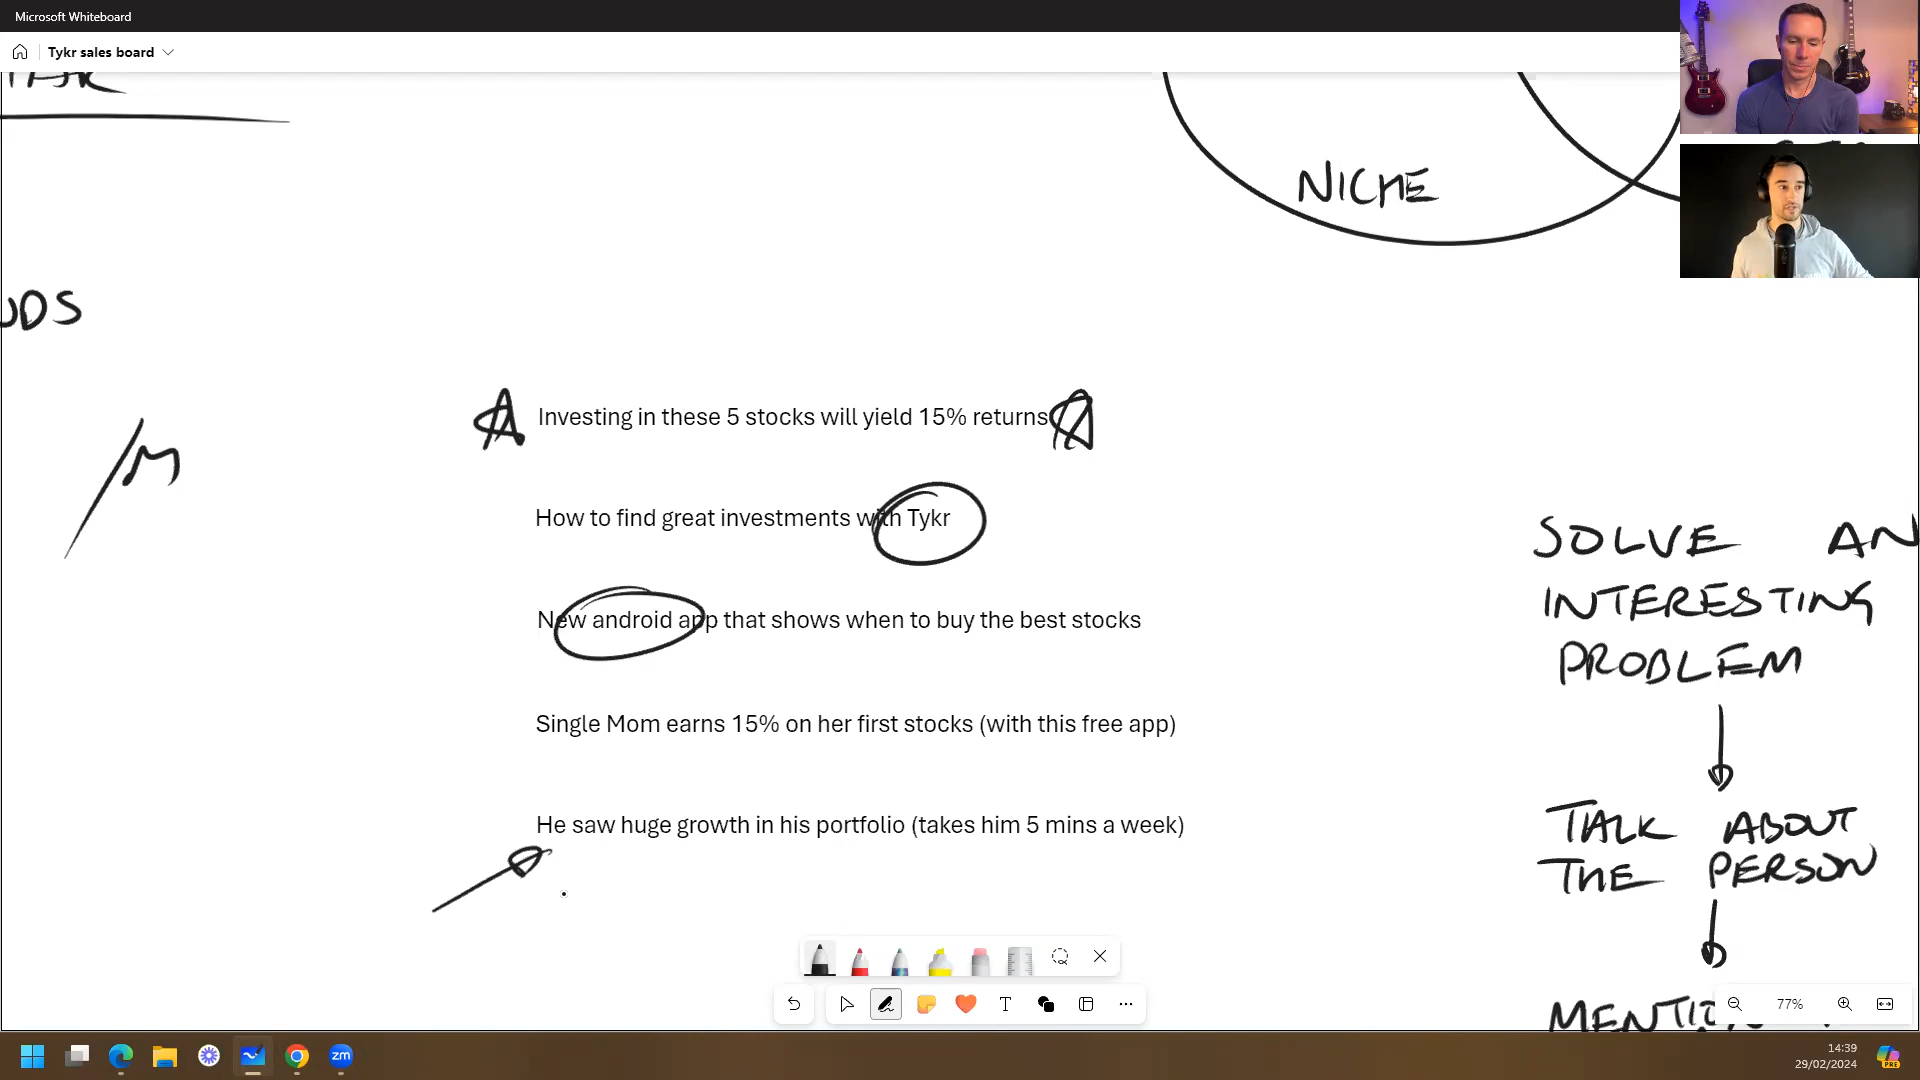 Microsoft Whiteboard
Tykr sales board
UDS
NICHE
/M
Investing in these 5 stocks will yield 15% returns
How to find great investments with Tykr
New android app that shows when to buy the best stocks
Single Mom earns 15% on her first stocks (with this free app)
He saw huge growth in his portfolio (takes him 5 mins a week)
SOLVE AN
INTERESTING
PROBLEM
TALK ABOUT
THE PERSON
77%
zm
14:39
29/02/2024
PRE